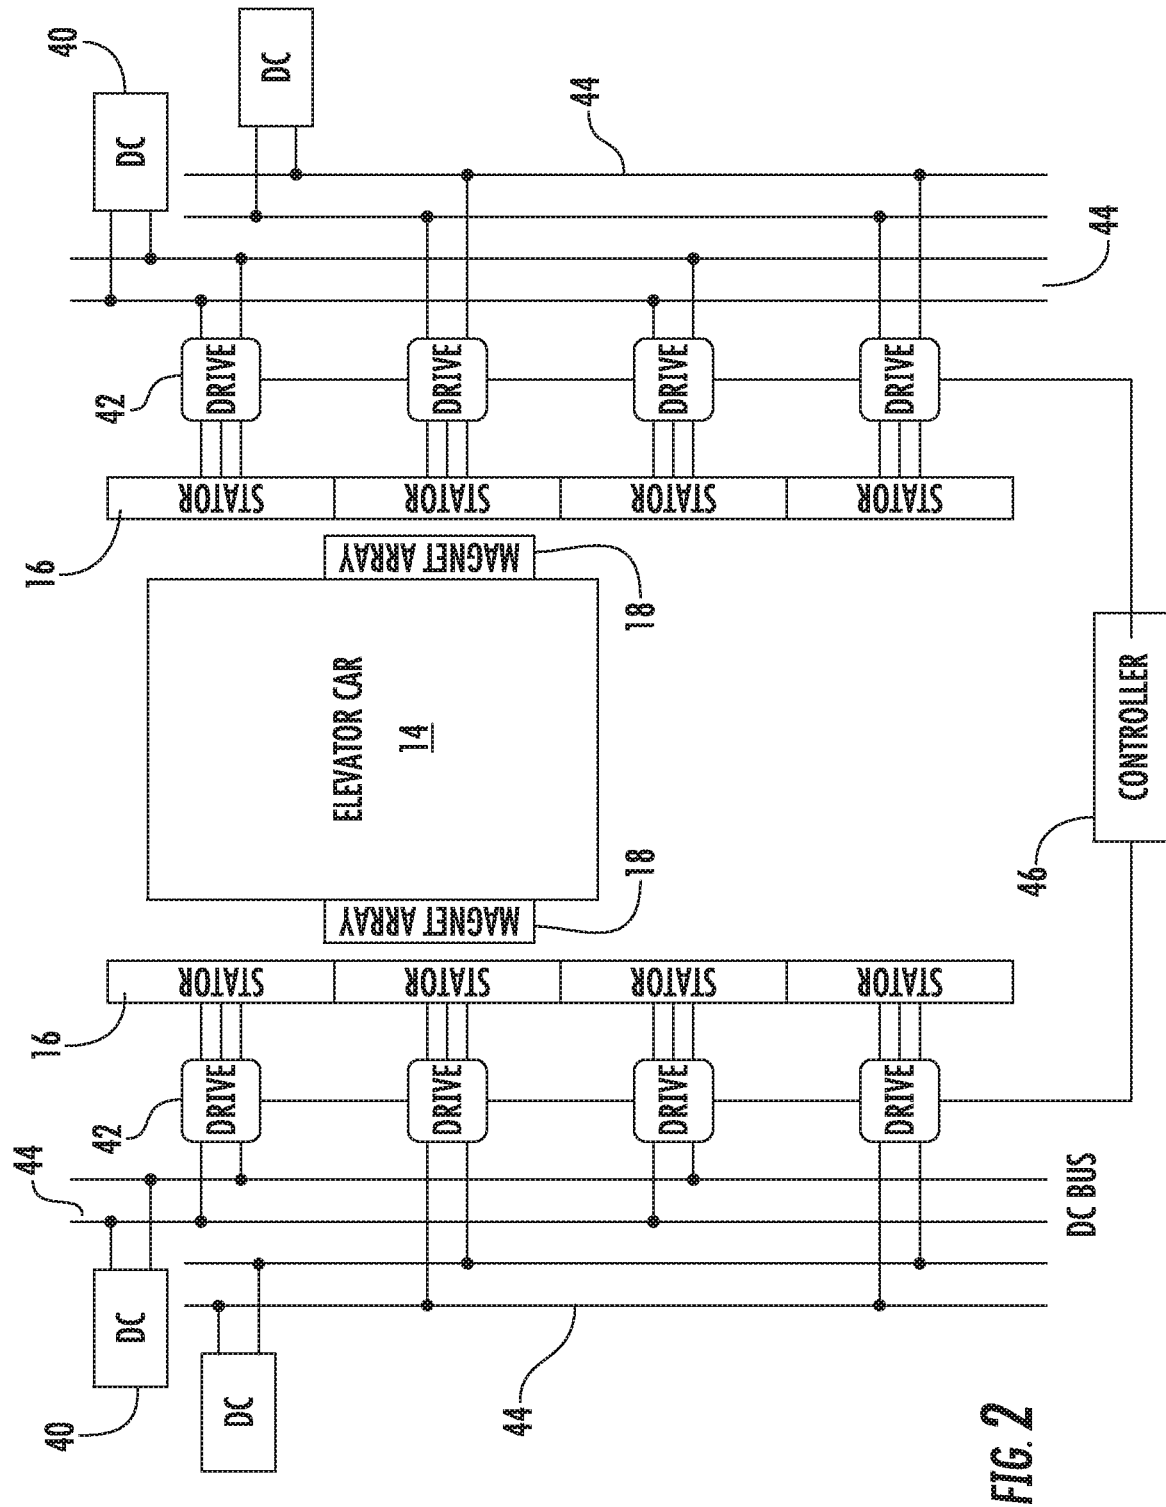 44
16
16
40
40
42
42
DC
DC
DRIVE
STATOR
STATOR
DRIVE
DC
DC
ELEVATOR CAR
14
MAGNET ARRAY
MAGNET ARRAY
DRIVE
STATOR
STATOR
DRIVE
44
44
18
18
DRIVE
STATOR
STATOR
DRIVE
DRIVE
STATOR
STATOR
DRIVE
FIG. 2
46
DC BUS
44
CONTROLLER